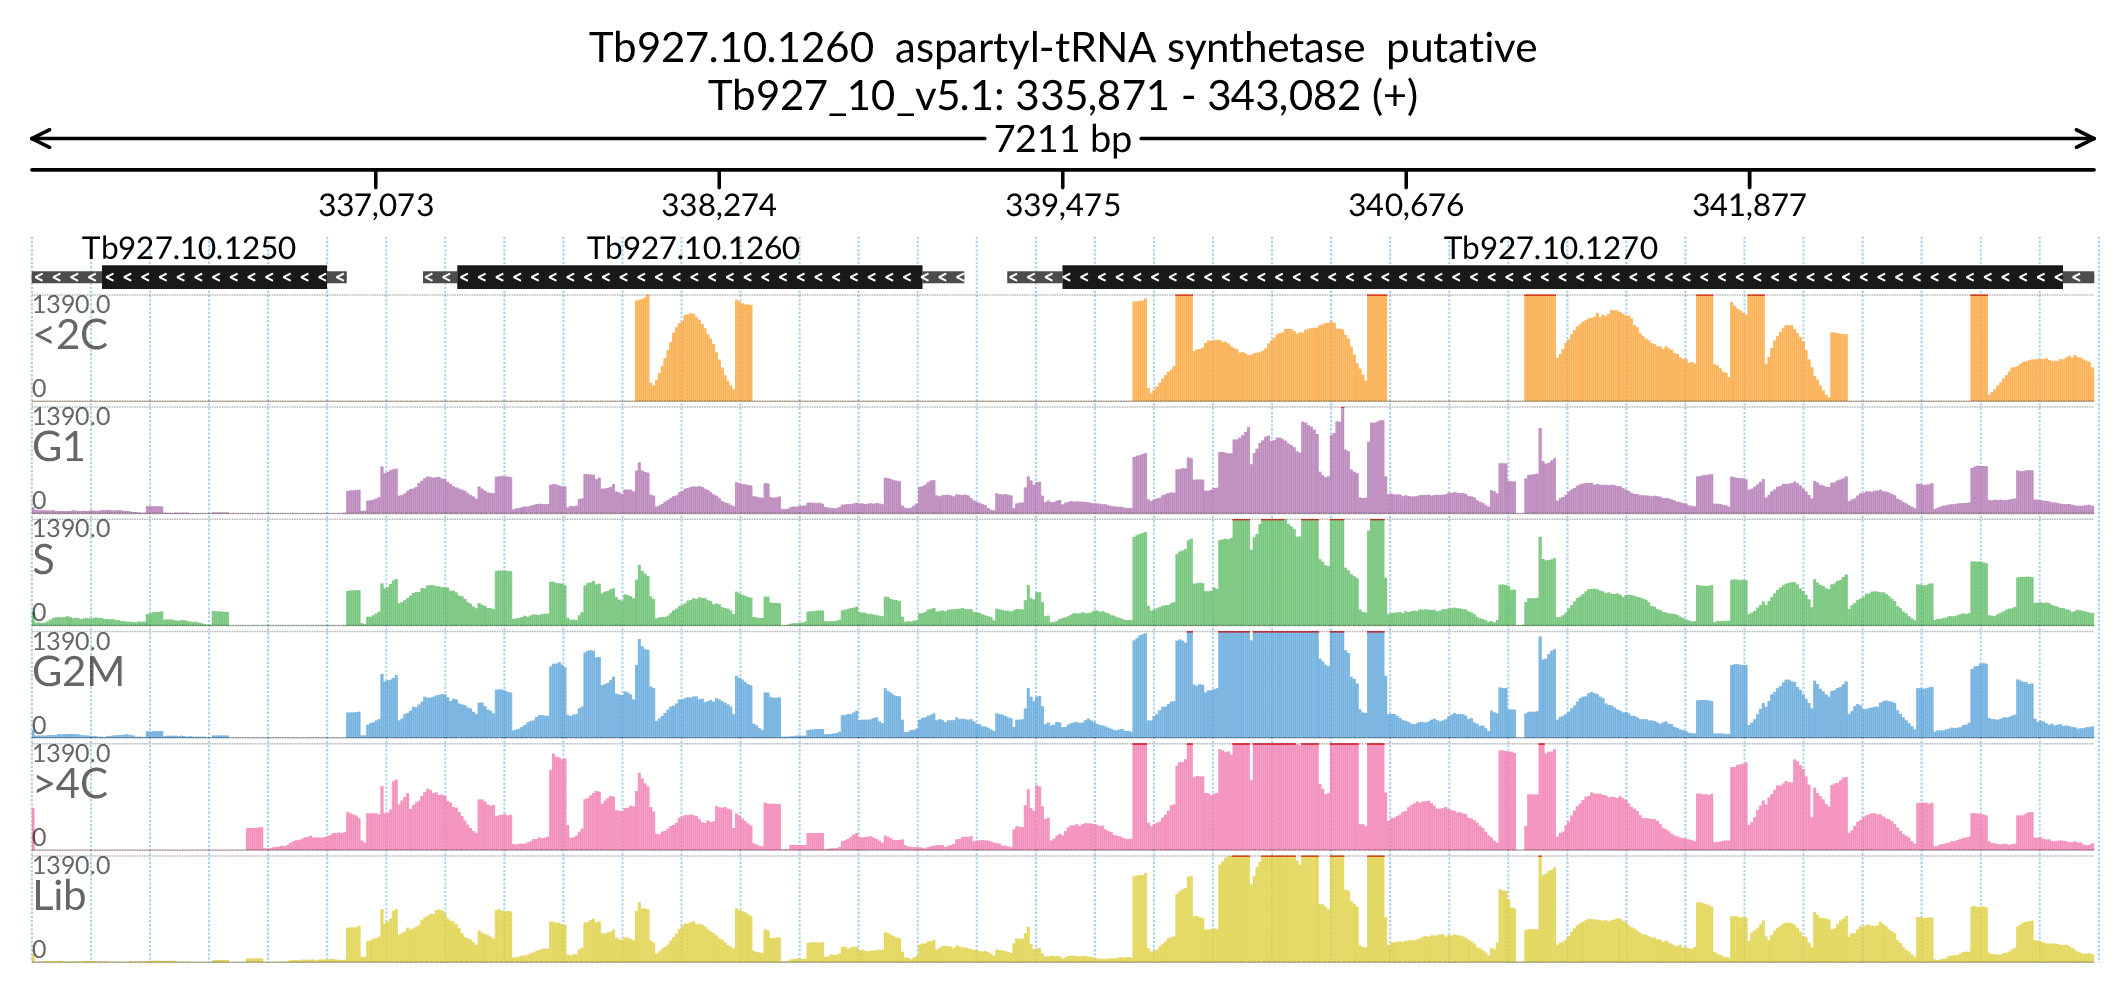 Tb927.10.1260 aspartyl-tRNA synthetase putative
Tb927_10_v5.1: 335,871 - 343,082 (+)
7211 bp
337,073 338,274 339,475 340,676 341,877
Tb927.10.1250 Tb927.10.1260 Tb927.10.1270
1390.0
<2C
0
1390.0
G1
0
1390.0
S
0
1390.0
G2M
0
1390.0
>4C
0
1390.0
Lib
0